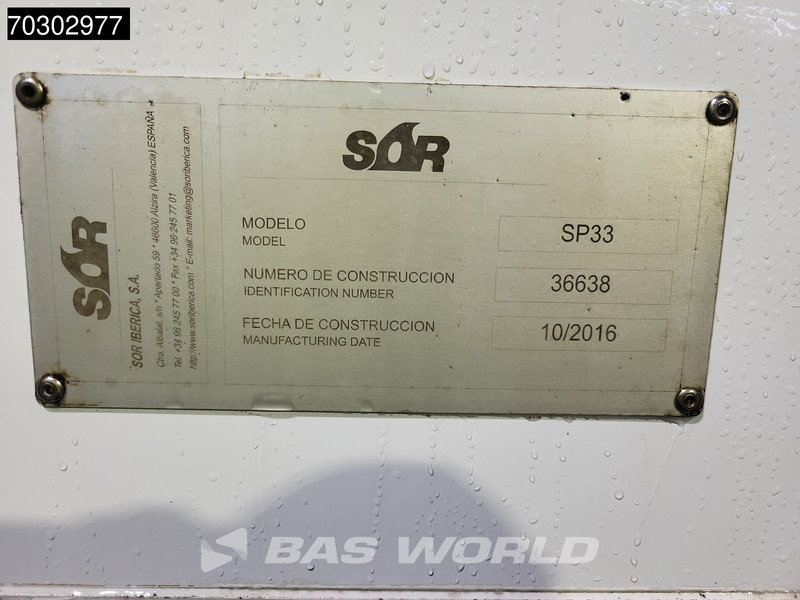 70302977
SOR
SOR IBERICA, S.A.
Ctra. Albalat, s/n * Apartado 59 * 46600 Alzira (Valencia) ESPAÑA
Tel. +34 96 245 77 00 * Fax +34 96 245 77 01
http://www.soriberica.com * E-mail: marketing@soriberica.com
SOR
MODELO
MODEL
SP33
NUMERO DE CONSTRUCCION
IDENTIFICATION NUMBER
36638
FECHA DE CONSTRUCCION
MANUFACTURING DATE
10/2016
BAS WORLD